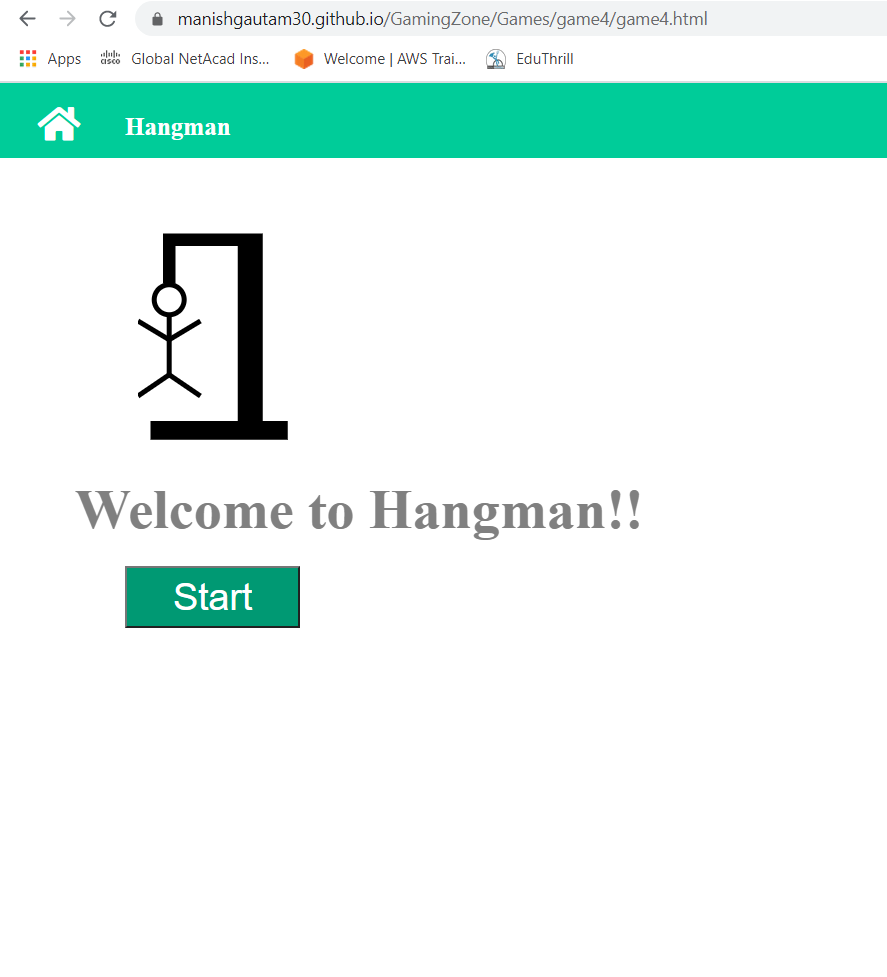 manishgautam30.github.io/GamingZone/Games/game4/game4.html
Apps cisco Global NetAcad Ins... Welcome | AWS Trai... EduThrill
Hangman
Welcome to Hangman!!
Start